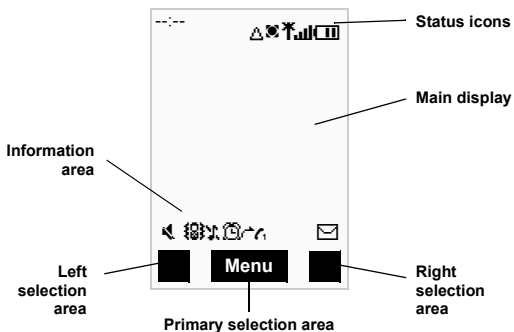 --:--
Status icons
Main display
Information
area
Menu
Left
selection
area
Right
selection
area
Primary selection area